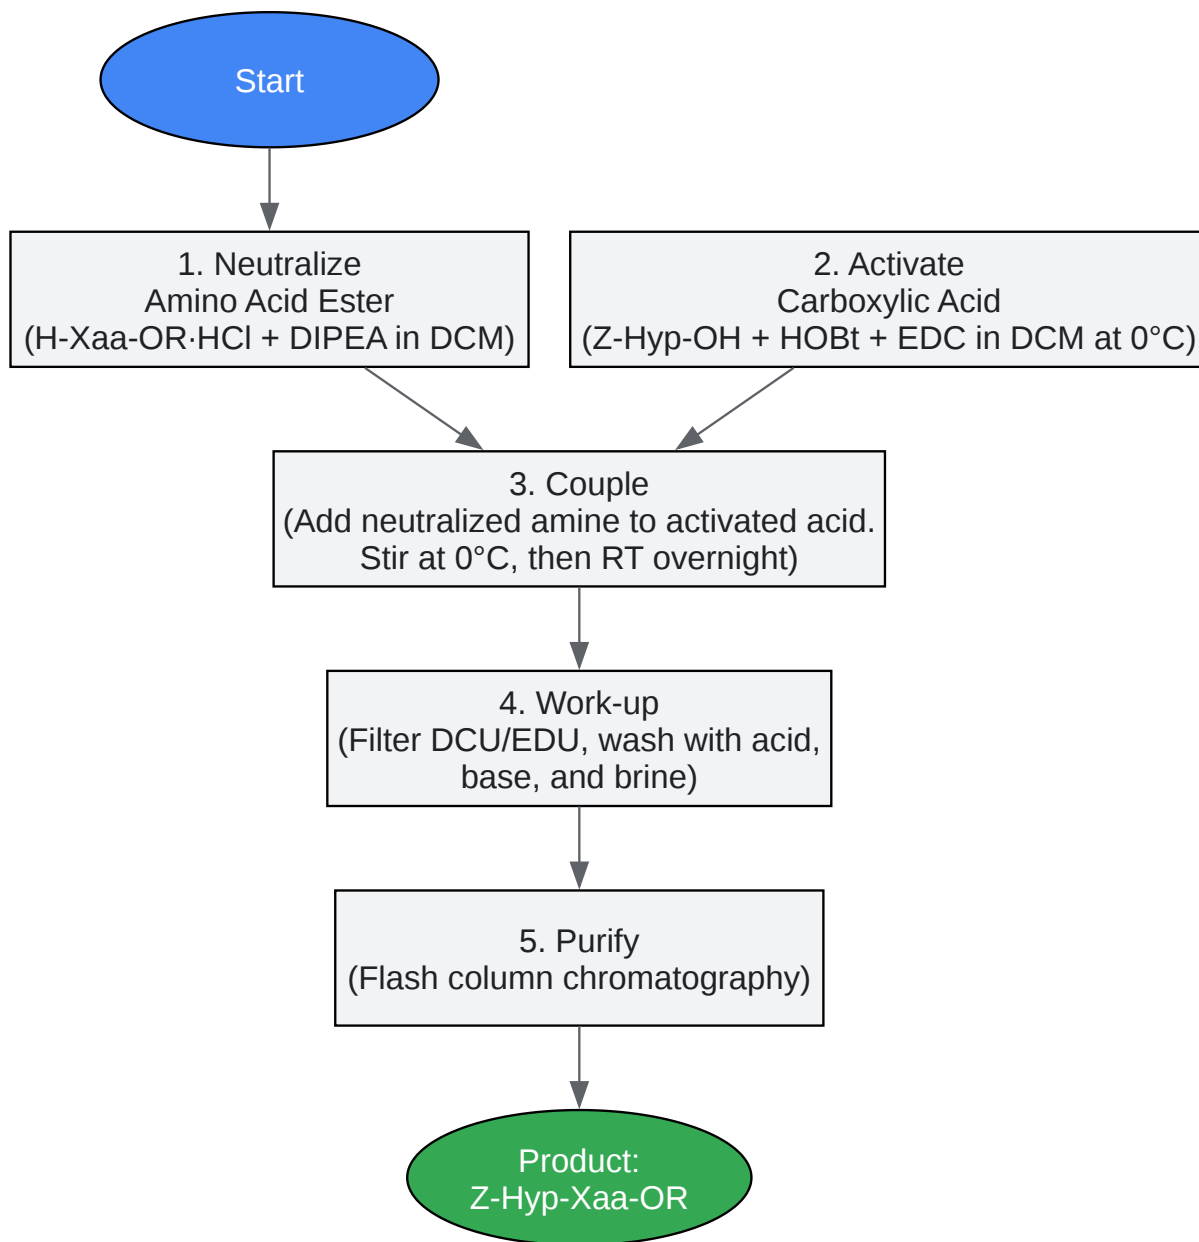 Start
1. Neutralize
Amino Acid Ester
(H-Xaa-OR·HCl + DIPEA in DCM)
2. Activate
Carboxylic Acid
(Z-Hyp-OH + HOBt + EDC in DCM at 0°C)
3. Couple
(Add neutralized amine to activated acid.
Stir at 0°C, then RT overnight)
4. Work-up
(Filter DCU/EDU, wash with acid,
base, and brine)
5. Purify
(Flash column chromatography)
Product:
Z-Hyp-Xaa-OR